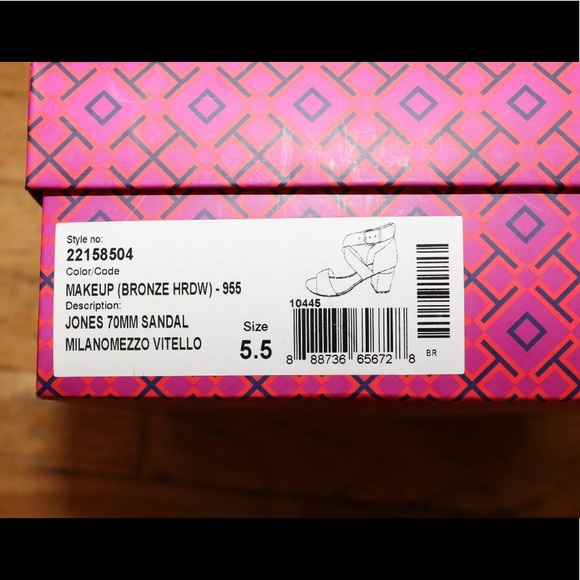 Style no:
22158504
Color/Code
MAKEUP (BRONZE HRDW) - 955
Description:
JONES 70MM SANDAL
MILANOMEZZO VITELLO
Size
5.5
10445
8 88736 65672 8
BR